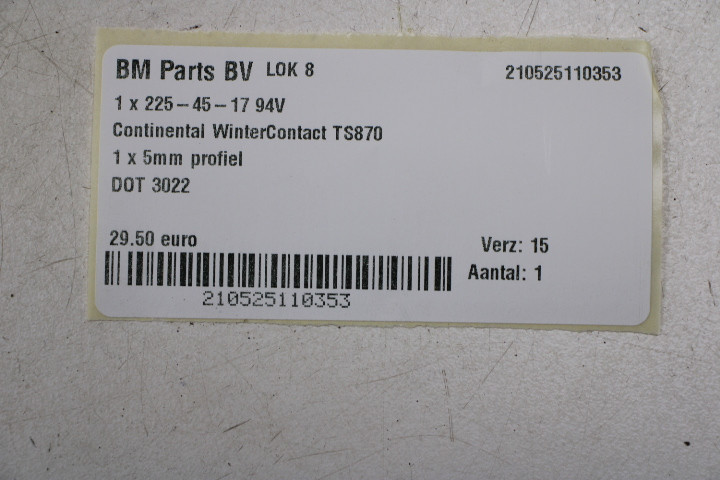 BM Parts BV LOK 8 210525110353
1 x 225-45-17 94V
Continental WinterContact TS870
1 x 5mm profiel
DOT 3022
29.50 euro Verz: 15
Aantal: 1
210525110353